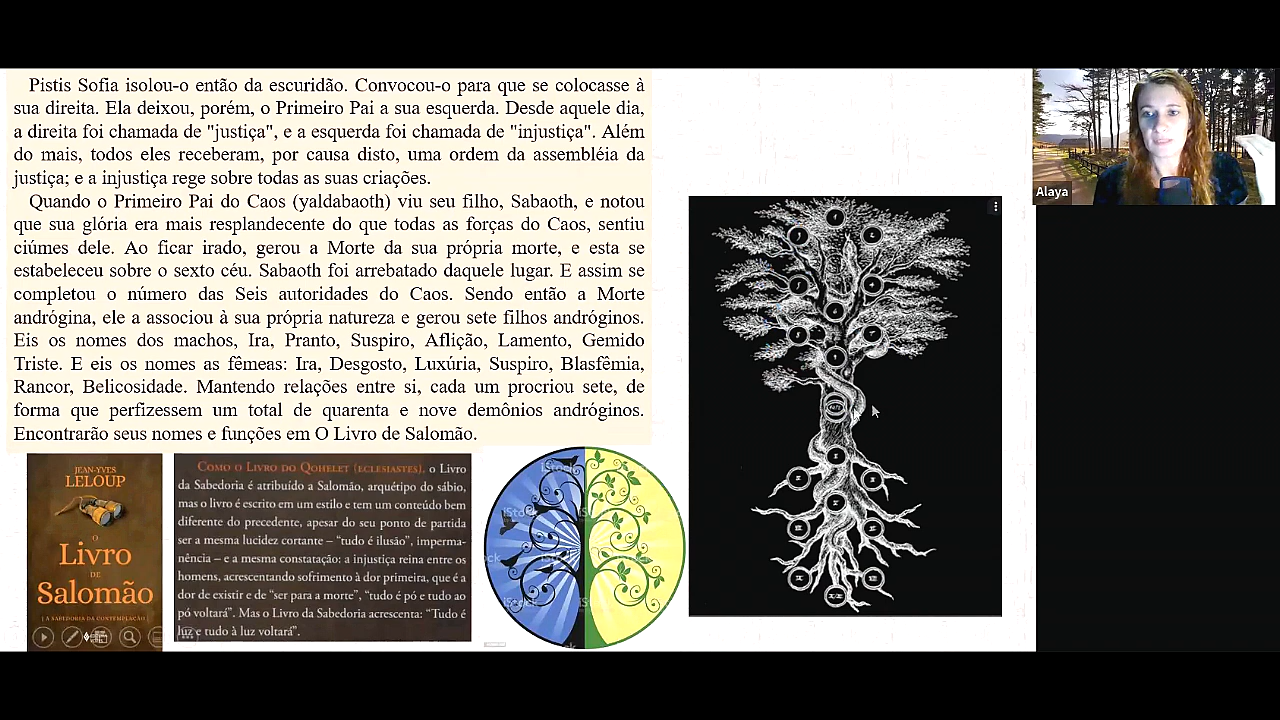 Pistis Sofia isolou-o então da escuridão. Convocou-o para que se colocasse à
sua direita. Ela deixou, porém, o Primeiro Pai a sua esquerda. Desde aquele dia,
a direita foi chamada de "justiça", e a esquerda foi chamada de "injustiça". Além
do mais, todos eles receberam, por causa disto, uma ordem da assembléia da
justiça; e a injustiça rege sobre todas as suas criações.
Quando o Primeiro Pai do Caos (yaldabaoth) viu seu filho, Sabaoth, e notou
que sua glória era mais resplandecente do que todas as forças do Caos, sentiu
ciúmes dele. Ao ficar irado, gerou a Morte da sua própria morte, e esta se
estabeleceu sobre o sexto céu. Sabaoth foi arrebatado daquele lugar. E assim se
completou o número das Seis autoridades do Caos. Sendo então a Morte
andrógina, ele a associou à sua própria natureza e gerou sete filhos andróginos.
Eis os nomes dos machos, Ira, Pranto, Suspiro, Aflição, Lamento, Gemido
Triste. E eis os nomes as fêmeas: Ira, Desgosto, Luxúria, Suspiro, Blasfêmia,
Rancor, Belicosidade. Mantendo relações entre si, cada um procriou sete, de
forma que perfizessem um total de quarenta e nove demônios andróginos.
Encontrarão seus nomes e funções em O Livro de Salomão.
JEAN-YVES
LELOUP
O
Livro
DE
Salomão
A SABEDORIA DA CONTEMPLAÇÃO
Como o Livro do Qohelet (Eclesiastes), o Livro
da Sabedoria é atribuído a Salomão, arquétipo do sábio,
mas o livro é escrito em um estilo e tem um conteúdo bem
diferente do precedente, apesar do seu ponto de partida
ser a mesma lucidez cortante – “tudo é ilusão”, imperma-
nência – e a mesma constatação: a injustiça reina entre os
homens, acrescentando sofrimento à dor primeira, que é a
dor de existir e de “ser para a morte”, “tudo é pó e tudo ao
pó voltará”. Mas o Livro da Sabedoria acrescenta: “Tudo é
luz e tudo à luz voltará”.
iStock
iStock
Alaya